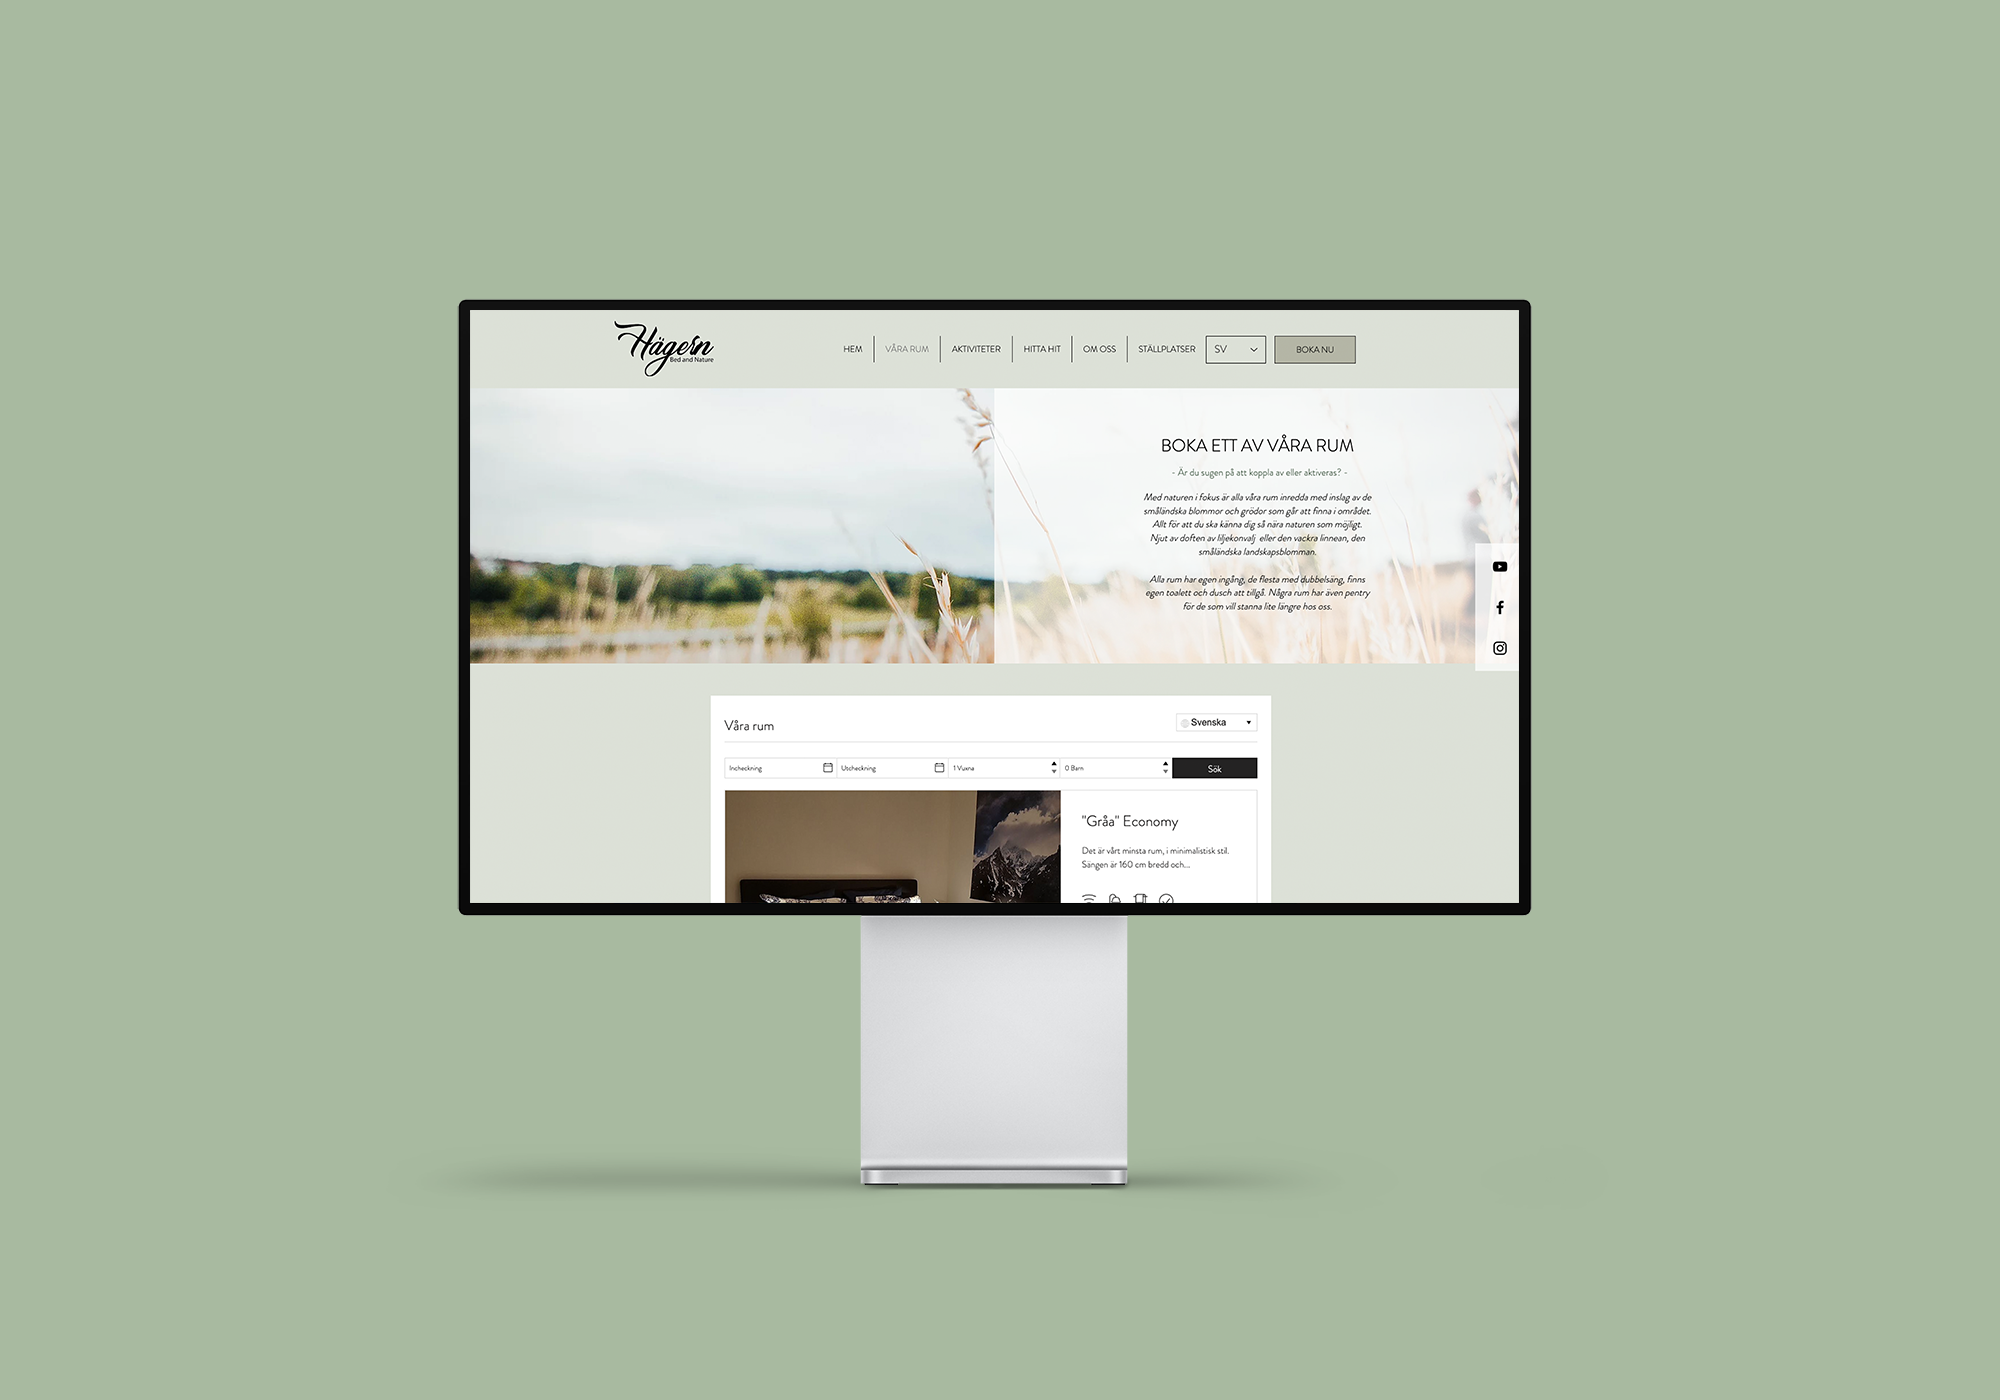 Hägern
Bed and Nature
HEM
VÅRA RUM
AKTIVITETER
HITTA HIT
OM OSS
STÄLLPLATSER
SV
BOKA NU
BOKA ETT AV VÅRA RUM
- Är du sugen på att koppla av eller aktiveras? -
Med naturen i fokus är alla våra rum inredda med inslag av de
småländska blommor och grödor som går att finna i området.
Allt för att du ska känna dig så nära naturen som möjligt.
Njut av doften av liljekonvalj eller den vackra linnean, den
småländska landskapsblomman.
Alla rum har egen ingång, de flesta med dubbelsäng, finns
egen toalett och dusch att tillgå. Några rum har även pentry
för de som vill stanna lite längre hos oss.
Våra rum
Svenska
Incheckning
Utcheckning
1 Vuxna
0 Barn
Sök
"Gråa" Economy
Det är vårt minsta rum, i minimalistisk stil.
Sängen är 160 cm bredd och...